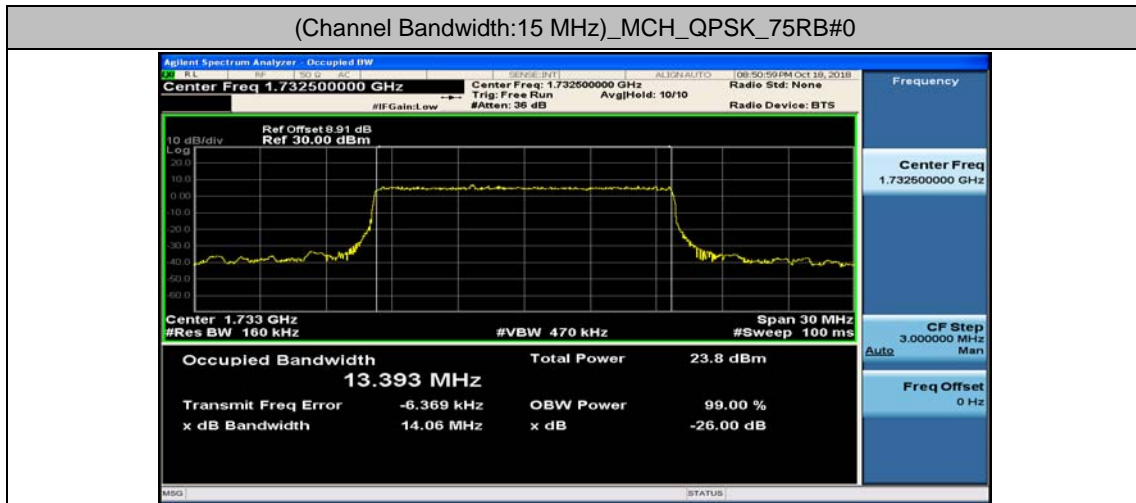 (Channel Bandwidth:15 MHz)_MCH_QPSK_75RB#0
Agilent Spectrum Analyzer - Occupied BW
RL RF 50 Ω AC SENSE:INT ALIGN AUTO 08:50:59 PM Oct 18, 2018
Center Freq 1.732500000 GHz
Center Freq: 1.732500000 GHz
Radio Std: None
Trig: Free Run Avg|Hold: 10/10
#IFGain:Low
#Atten: 36 dB
Radio Device: BTS
Frequency
Ref Offset 8.91 dB
10 dB/div Ref 30.00 dBm
Log
20.0
10.0
0.00
-10.0
-20.0
-30.0
-40.0
-50.0
-60.0
Center Freq
1.732500000 GHz
Center 1.733 GHz Span 30 MHz
#Res BW 160 kHz #VBW 470 kHz #Sweep 100 ms
CF Step
3.000000 MHz
Auto Man
Occupied Bandwidth Total Power 23.8 dBm
13.393 MHz
Transmit Freq Error -6.369 kHz OBW Power 99.00 %
x dB Bandwidth 14.06 MHz x dB -26.00 dB
Freq Offset
0 Hz
MSG STATUS